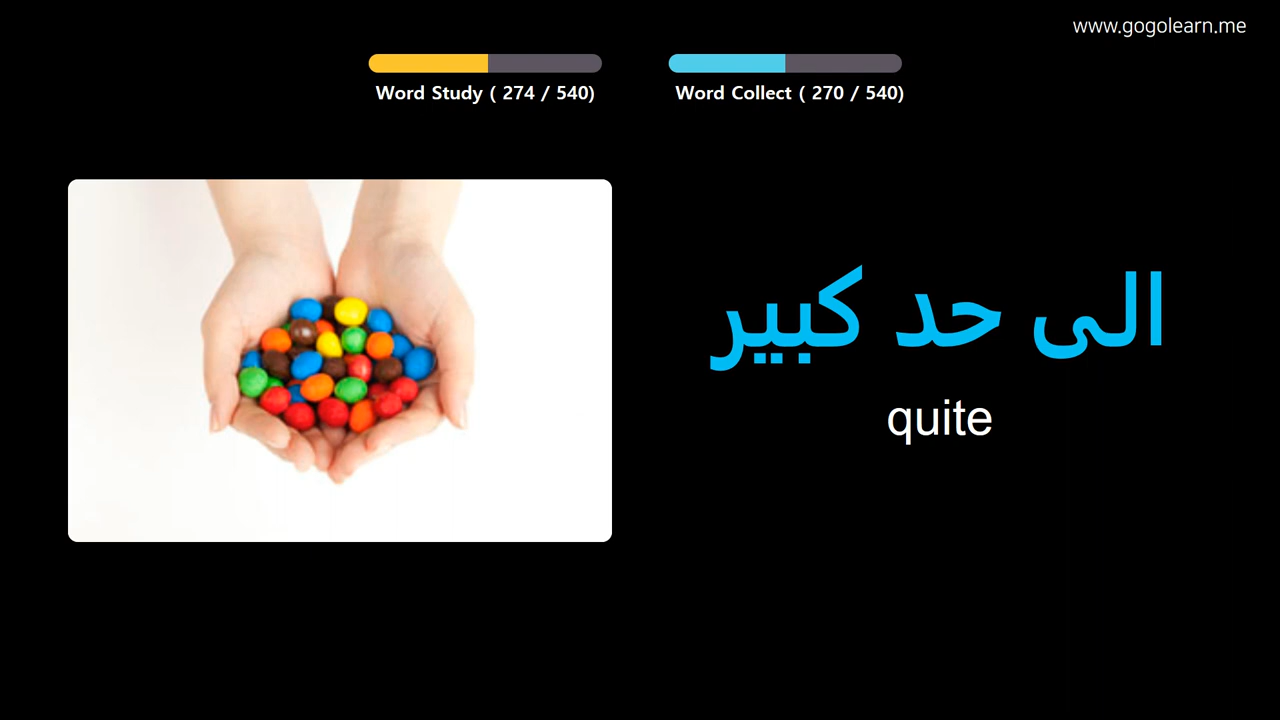 www.gogolearn.me
Word Study ( 274 / 540)
Word Collect ( 270 / 540)
الى حد كبير
quite